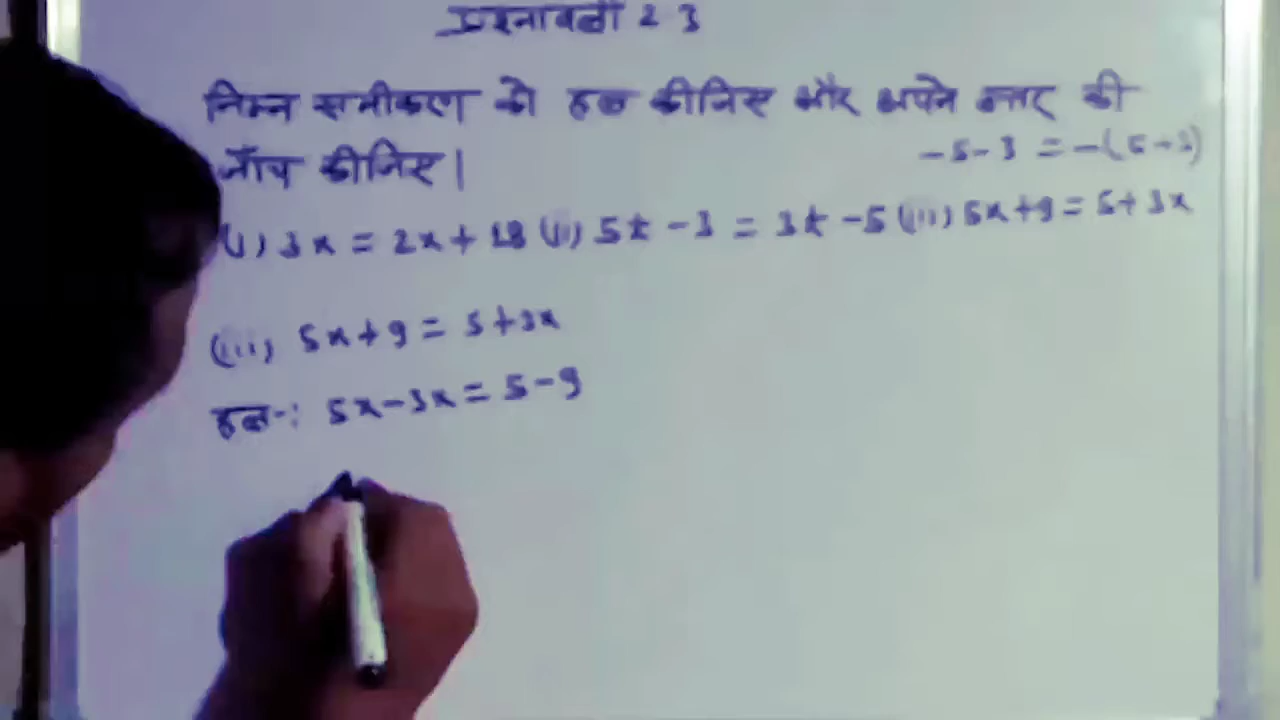 प्रश्नावली 2.3
निम्न समीकरण को हल कीजिए और अपने उत्तर की
जाँच कीजिए।
-5-3 = -(5+3)
(i) 3x = 2x + 18 (ii) 5t - 3 = 3t - 5 (iii) 5x+9 = 5+3x
(iii) 5x+9 = 5+3x
हल-: 5x-3x = 5-9